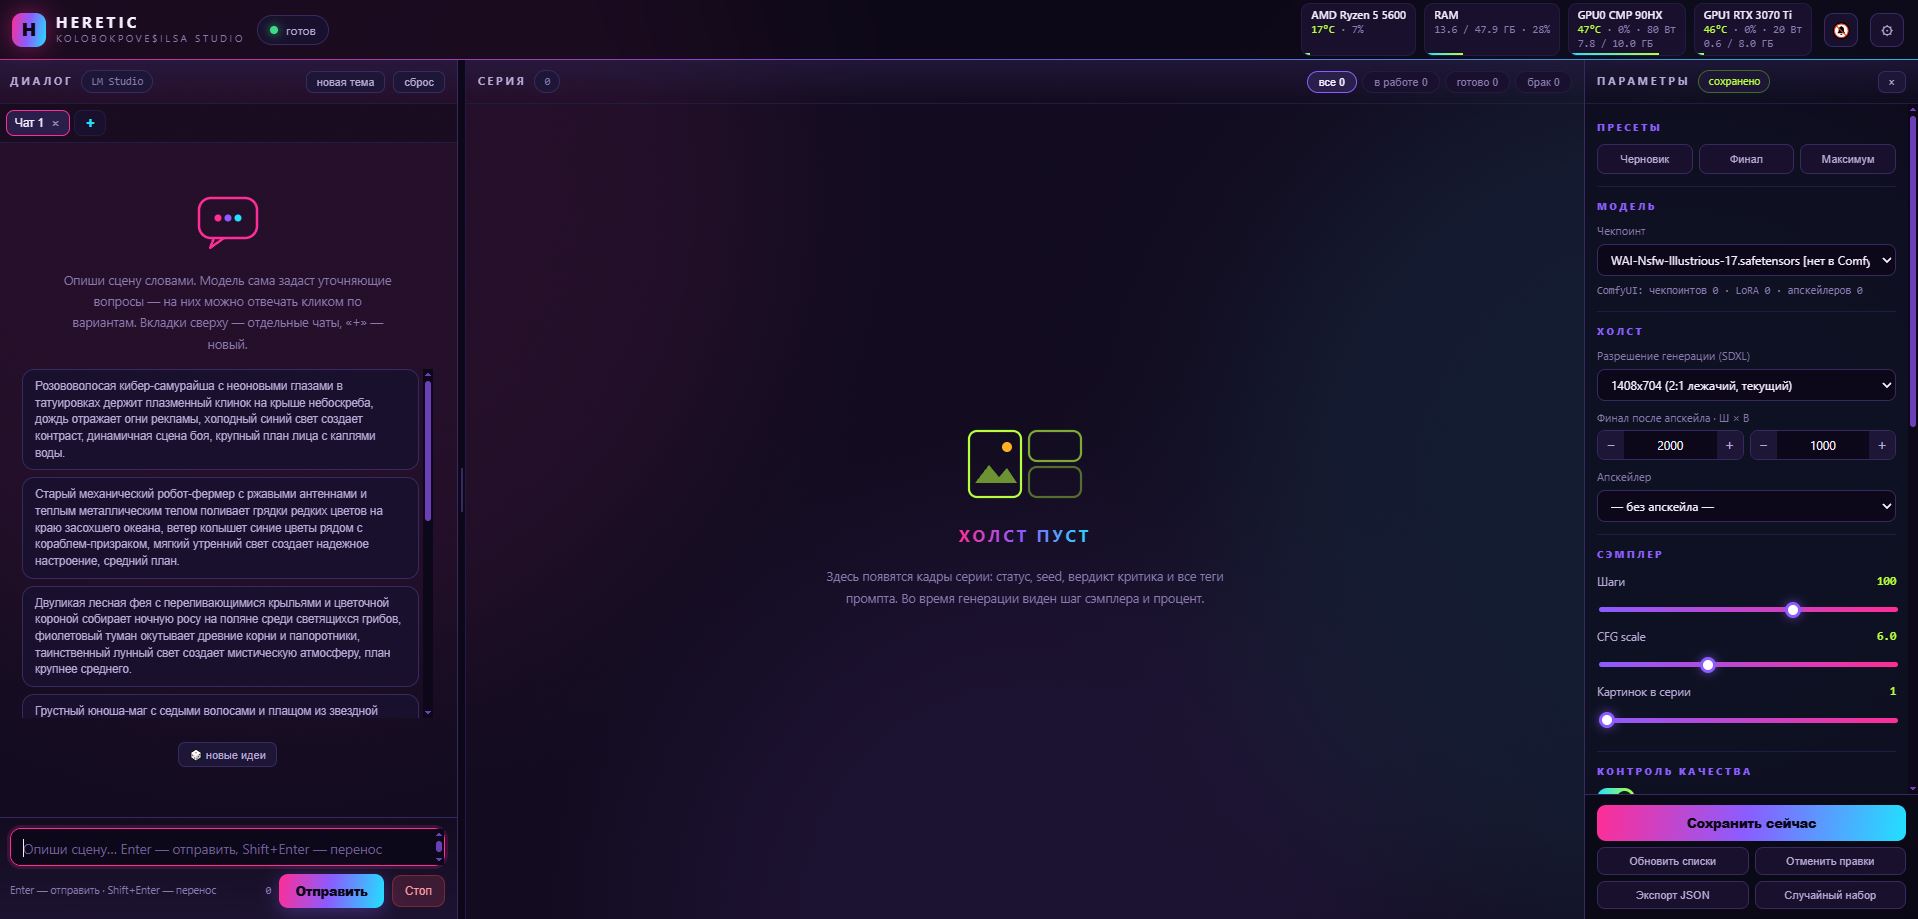 H
HERETIC
KOLOBOKPOVE$ILSA STUDIO
готов
AMD Ryzen 5 5600
17°C · 7%
RAM
13.6 / 47.9 ГБ · 28%
GPU0 CMP 90HX
47°C · 0% · 80 Вт
7.8 / 10.0 ГБ
GPU1 RTX 3070 Ti
46°C · 0% · 20 Вт
0.6 / 8.0 ГБ
ДИАЛОГ
LM Studio
новая тема
сброс
Чат 1 ×
+
Опиши сцену словами. Модель сама задаст уточняющие
вопросы — на них можно отвечать кликом по
вариантам. Вкладки сверху — отдельные чаты, «+» —
новый.
Розововолосая кибер-самурайша с неоновыми глазами в
татуировках держит плазменный клинок на крыше небоскреба,
дождь отражает огни рекламы, холодный синий свет создает
контраст, динамичная сцена боя, крупный план лица с каплями
воды.
Старый механический робот-фермер с ржавыми антеннами и
теплым металлическим телом поливает грядки редких цветов на
краю засохшего океана, ветер колышет синие цветы рядом с
кораблем-призраком, мягкий утренний свет создает надежное
настроение, средний план.
Двуликая лесная фея с переливающимися крыльями и цветочной
короной собирает ночную росу на поляне среди светящихся грибов,
фиолетовый туман окутывает древние корни и папоротники,
таинственный лунный свет создает мистическую атмосферу, план
крупнее среднего.
Грустный юноша-маг с седыми волосами и плащом из звездной
новые идеи
Опиши сцену... Enter — отправить, Shift+Enter — перенос
Enter — отправить · Shift+Enter — перенос
0
Отправить
Стоп
СЕРИЯ
0
все 0
в работе 0
готово 0
брак 0
ХОЛСТ ПУСТ
Здесь появятся кадры серии: статус, seed, вердикт критика и все теги
промпта. Во время генерации виден шаг сэмплера и процент.
ПАРАМЕТРЫ
сохранено
×
ПРЕСЕТЫ
Черновик
Финал
Максимум
МОДЕЛЬ
Чекпоинт
WAI-Nsfw-Illustrious-17.safetensors [нет в Comfy
ComfyUI: чекпоинтов 0 · LoRA 0 · апскейлеров 0
ХОЛСТ
Разрешение генерации (SDXL)
1408x704 (2:1 лежачий, текущий)
Финал после апскейла · Ш × В
− 2000 +
− 1000 +
Апскейлер
— без апскейла —
СЭМПЛЕР
Шаги
100
CFG scale
6.0
Картинок в серии
1
КОНТРОЛЬ КАЧЕСТВА
Сохранить сейчас
Обновить списки
Отменить правки
Экспорт JSON
Случайный набор